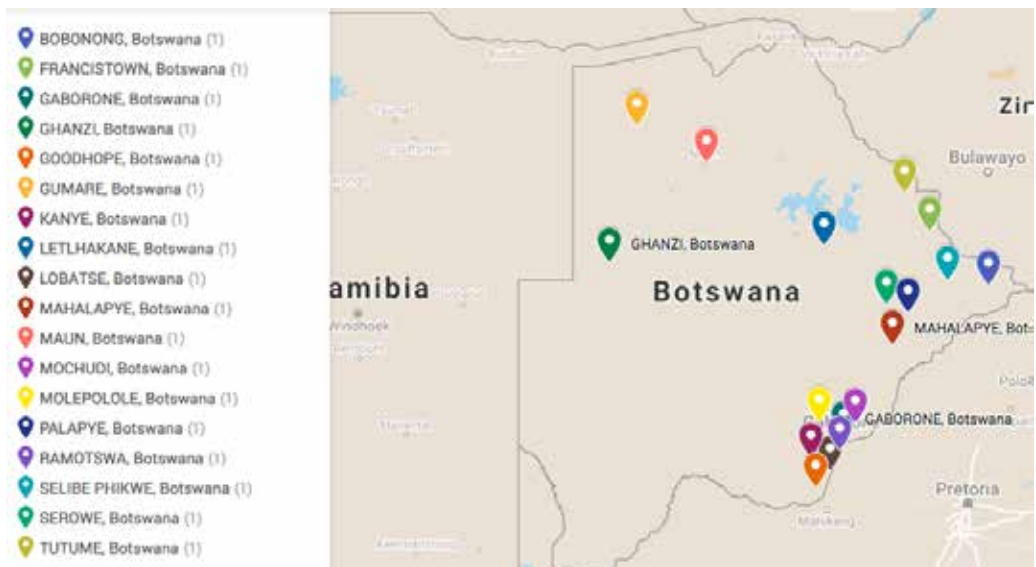 BOBONONG, Botswana (1)
FRANCISTOWN, Botswana (1)
GABORONE, Botswana (1)
GHANZI, Botswana (1)
GOODHOPE, Botswana (1)
GUMARE, Botswana (1)
KANYE, Botswana (1)
LETLHAKANE, Botswana (1)
LOBATSE, Botswana (1)
MAHALAPYE, Botswana (1)
MAUN, Botswana (1)
MOCHUDI, Botswana (1)
MOLEPOLOLE, Botswana (1)
PALAPYE, Botswana (1)
RAMOTSWA, Botswana (1)
SELIBE PHIKWE, Botswana (1)
SEROWE, Botswana (1)
TUTUME, Botswana (1)
Zir
Bulawayo
GHANZI, Botswana
amibia
Botswana
Windhoek
MAHALAPYE, Bot
GABORONE, Botswana
Pretoria